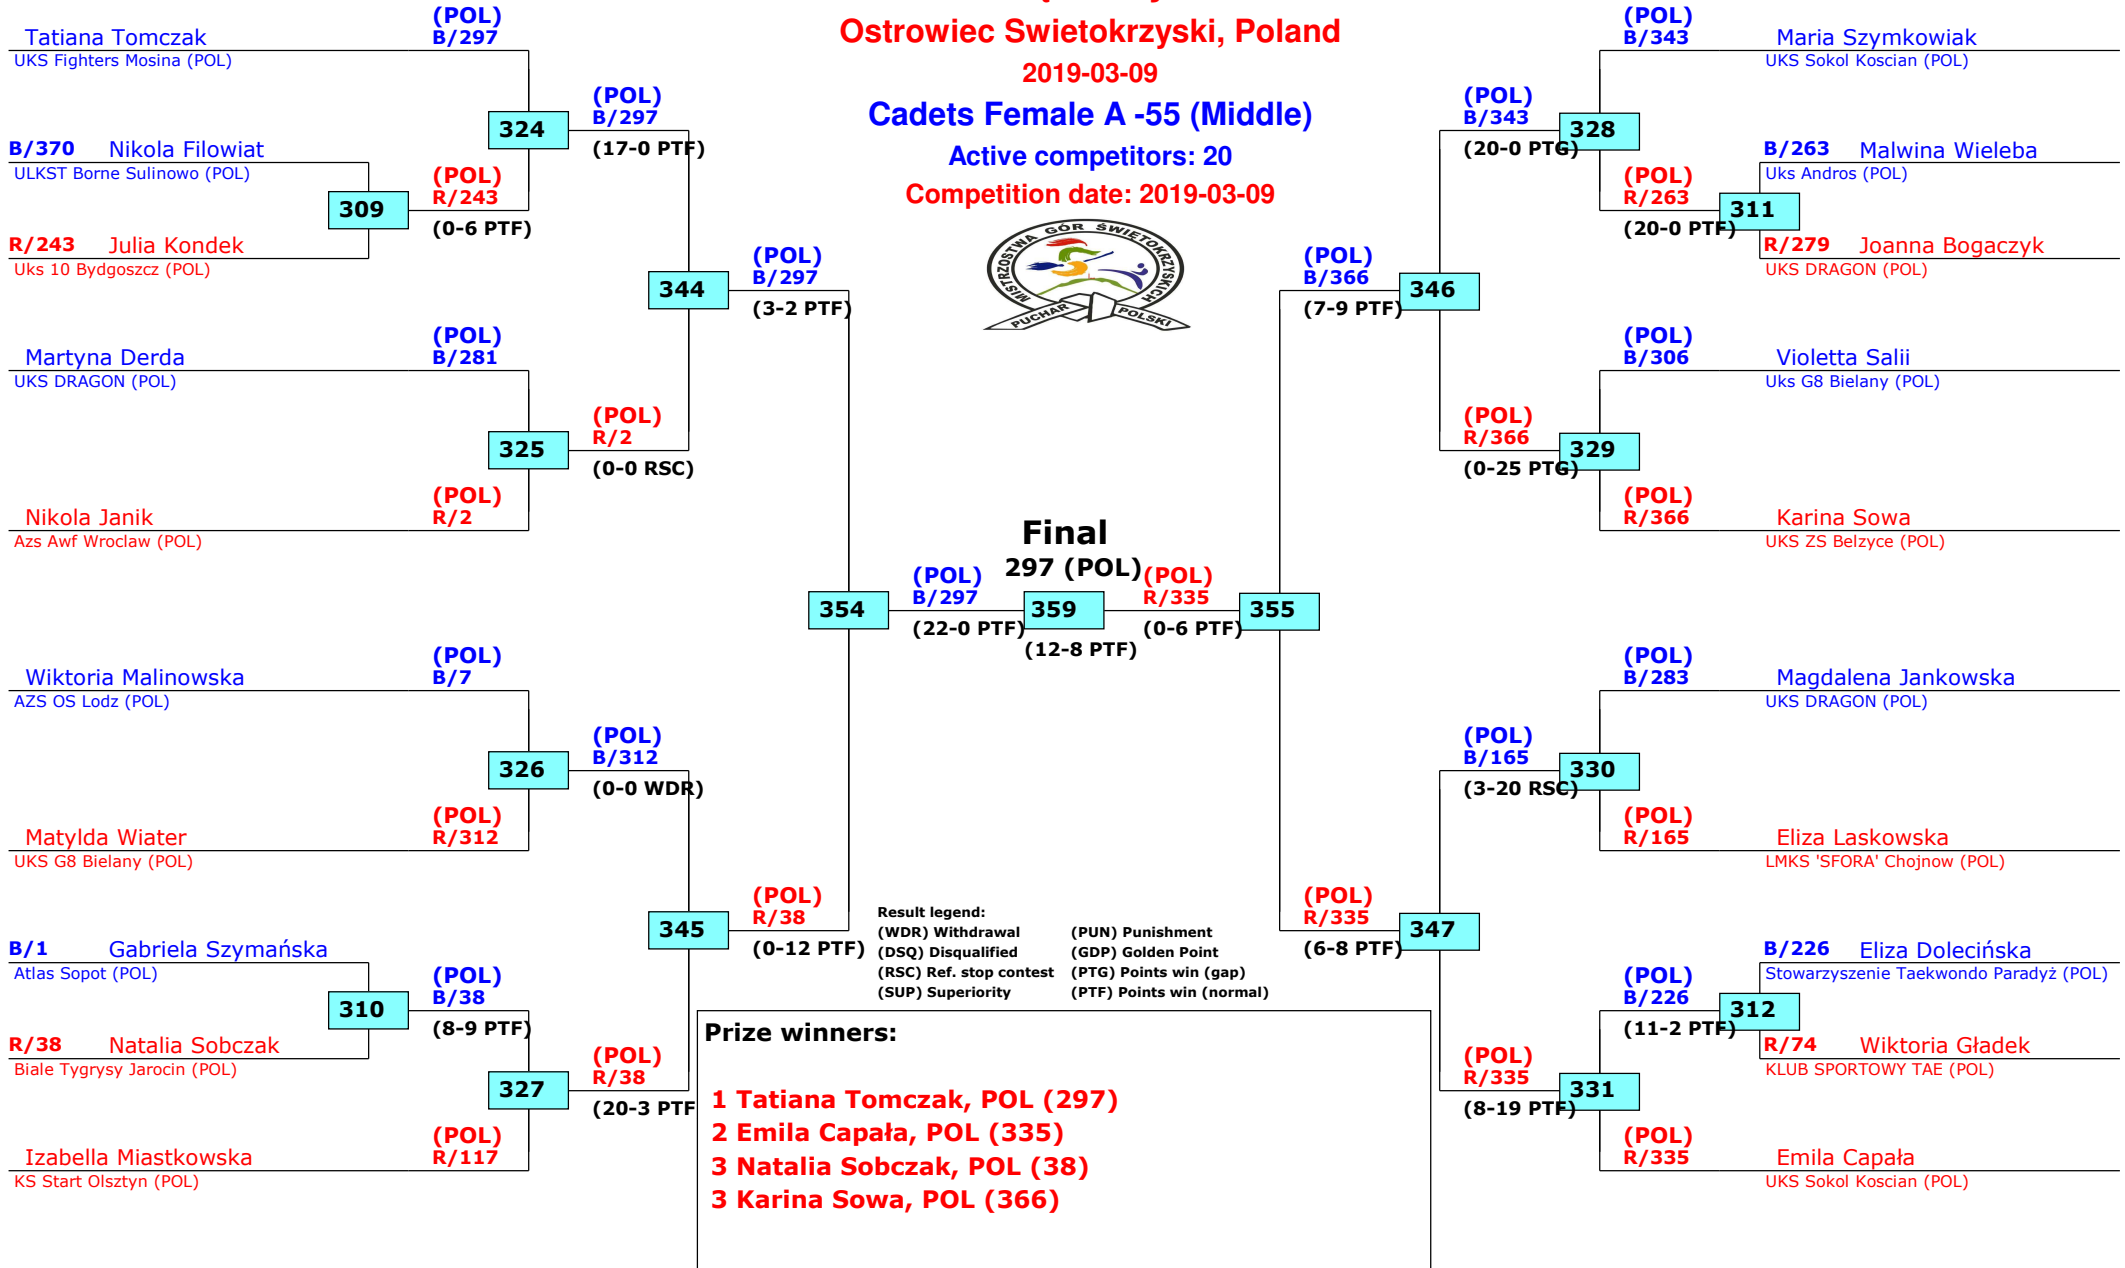 Ostrowiec Swietokrzyski, Poland
2019-03-09
Cadets Female A -55 (Middle)
Active competitors: 20
Competition date: 2019-03-09
MISTRZOSTWA GÓR ŚWIĘTOKRZYSKICH
PUCHAR POLSKI
Tatiana Tomczak
UKS Fighters Mosina (POL)
(POL)
B/297
B/370 Nikola Filowiat
ULKST Borne Sulinowo (POL)
309
R/243 Julia Kondek
Uks 10 Bydgoszcz (POL)
(POL)
R/243
(0-6 PTF)
324
(POL)
B/297
(17-0 PTF)
Martyna Derda
UKS DRAGON (POL)
(POL)
B/281
325
Nikola Janik
Azs Awf Wroclaw (POL)
(POL)
R/2
(POL)
R/2
(0-0 RSC)
344
(POL)
B/297
(3-2 PTF)
Wiktoria Malinowska
AZS OS Lodz (POL)
(POL)
B/7
326
Matylda Wiater
UKS G8 Bielany (POL)
(POL)
R/312
(POL)
B/312
(0-0 WDR)
B/1 Gabriela Szymańska
Atlas Sopot (POL)
310
R/38 Natalia Sobczak
Biale Tygrysy Jarocin (POL)
(POL)
B/38
(8-9 PTF)
327
Izabella Miastkowska
KS Start Olsztyn (POL)
(POL)
R/117
(POL)
R/38
(20-3 PTF
345
(POL)
R/38
(0-12 PTF)
354
(POL)
B/297
(22-0 PTF)
Final
297 (POL)
359
(12-8 PTF)
(POL)
R/335
(0-6 PTF)
355
(POL)
B/366
(7-9 PTF)
346
(POL)
B/343
(20-0 PTG)
328
(POL)
B/343
Maria Szymkowiak
UKS Sokol Koscian (POL)
(POL)
R/263
(20-0 PTF)
311
B/263 Malwina Wieleba
Uks Andros (POL)
R/279 Joanna Bogaczyk
UKS DRAGON (POL)
(POL)
R/366
(0-25 PTG)
329
(POL)
B/306
Violetta Salii
Uks G8 Bielany (POL)
(POL)
R/366
Karina Sowa
UKS ZS Belzyce (POL)
(POL)
R/335
(6-8 PTF)
347
(POL)
B/165
(3-20 RSC)
330
(POL)
B/283
Magdalena Jankowska
UKS DRAGON (POL)
(POL)
R/165
Eliza Laskowska
LMKS 'SFORA' Chojnow (POL)
(POL)
R/335
(8-19 PTF)
331
(POL)
B/226
(11-2 PTF)
312
B/226 Eliza Dolecińska
Stowarzyszenie Taekwondo Paradyż (POL)
R/74 Wiktoria Gładek
KLUB SPORTOWY TAE (POL)
(POL)
R/335
Emila Capała
UKS Sokol Koscian (POL)
Result legend:
(WDR) Withdrawal (PUN) Punishment
(DSQ) Disqualified (GDP) Golden Point
(RSC) Ref. stop contest (PTG) Points win (gap)
(SUP) Superiority (PTF) Points win (normal)
Prize winners:
1 Tatiana Tomczak, POL (297)
2 Emila Capała, POL (335)
3 Natalia Sobczak, POL (38)
3 Karina Sowa, POL (366)